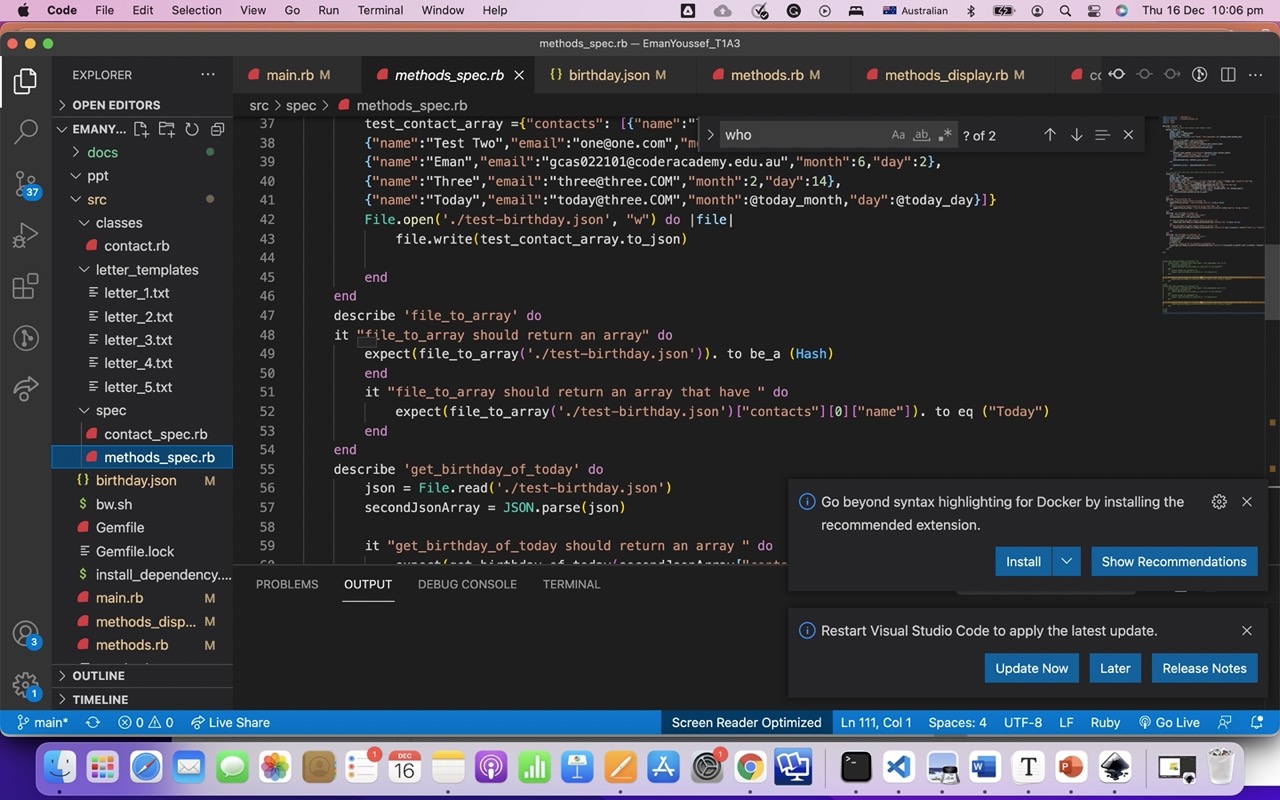 Code File Edit Selection View Go Run Terminal Window Help Australian Thu 16 Dec 10:06 pm
methods_spec.rb — EmanYoussef_T1A3
EXPLORER
main.rb M methods_spec.rb birthday.json M methods.rb M methods_display.rb M
OPEN EDITORS
src > spec > methods_spec.rb
EMANY...
who Aa ab ? of 2
docs
ppt
src
classes
contact.rb
letter_templates
letter_1.txt
letter_2.txt
letter_3.txt
letter_4.txt
letter_5.txt
spec
contact_spec.rb
methods_spec.rb
birthday.json M
bw.sh
Gemfile
Gemfile.lock
install_dependency....
main.rb M
methods_disp... M
methods.rb M
OUTLINE
TIMELINE
37
3
1
37 test_contact_array ={"contacts": [{"name":"
38 {"name":"Test Two","email":"one@one.com","m
39 {"name":"Eman","email":"gcas022101@coderacademy.edu.au","month":6,"day":2},
40 {"name":"Three","email":"three@three.COM","month":2,"day":14},
41 {"name":"Today","email":"today@three.COM","month":@today_month,"day":@today_day}]}
42 File.open('./test-birthday.json', "w") do |file|
43 file.write(test_contact_array.to_json)
44
45 end
46 end
47 describe 'file_to_array' do
48 it "file_to_array should return an array" do
49 expect(file_to_array('./test-birthday.json')). to be_a (Hash)
50 end
51 it "file_to_array should return an array that have " do
52 expect(file_to_array('./test-birthday.json')["contacts"][0]["name"]). to eq ("Today")
53 end
54 end
55 describe 'get_birthday_of_today' do
56 json = File.read('./test-birthday.json')
57 secondJsonArray = JSON.parse(json)
58
59 it "get_birthday_of_today should return an array " do
Go beyond syntax highlighting for Docker by installing the
recommended extension.
Install Show Recommendations
PROBLEMS OUTPUT DEBUG CONSOLE TERMINAL
Restart Visual Studio Code to apply the latest update.
Update Now Later Release Notes
main* 0 0 Live Share Screen Reader Optimized Ln 111, Col 1 Spaces: 4 UTF-8 LF Ruby Go Live
1 DEC 16 1